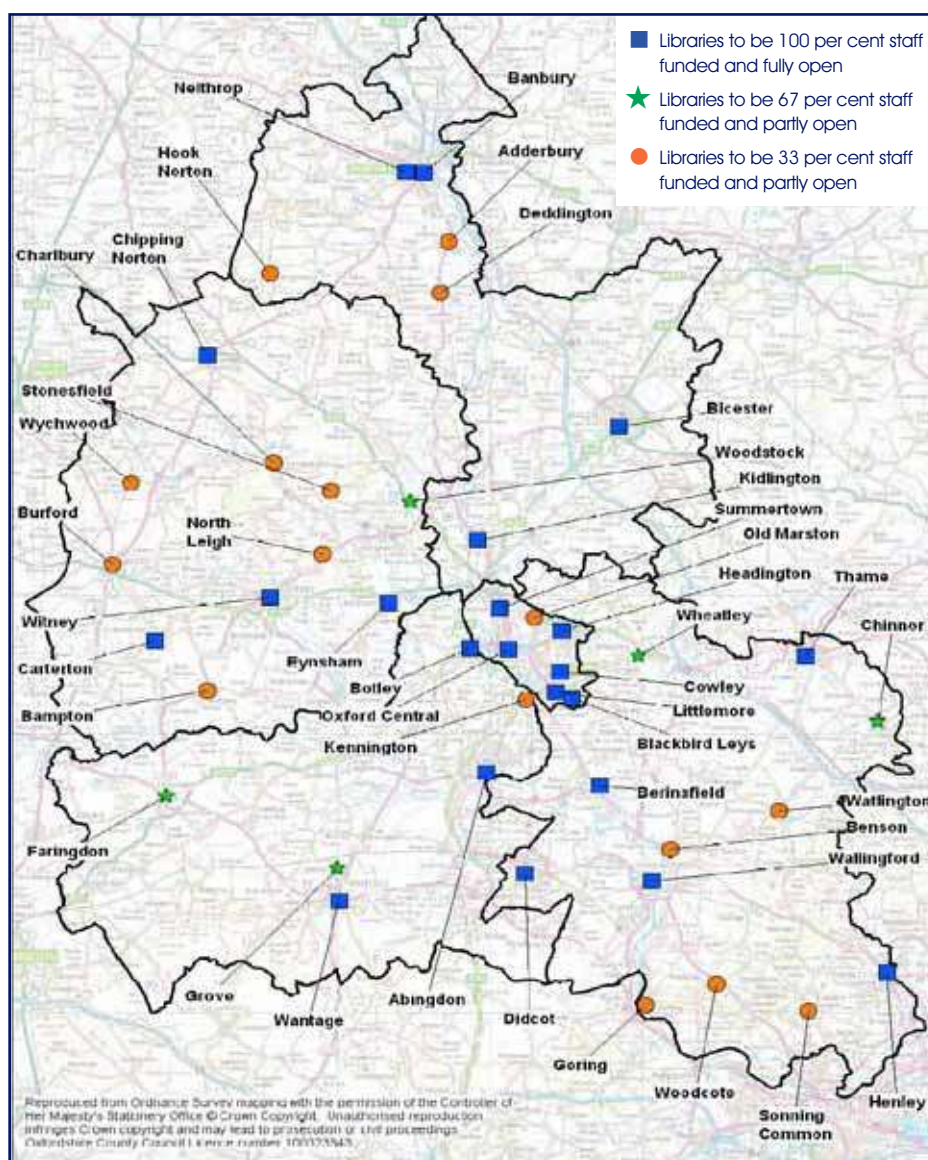 Libraries to be 100 per cent staff
funded and fully open
Libraries to be 67 per cent staff
funded and partly open
Libraries to be 33 per cent staff
funded and partly open
Banbury
Neithrop
Adderbury
Hook
Norton
Deddington
Chipping
Norton
Charlbury
Stonesfield
Wychwood
Bicester
Woodstock
Kidlington
Summertown
Old Marston
Burford
North
Leigh
Headington
Thame
Wheatley
Chinnor
Witney
Carterton
Eynsham
Botley
Cowley
Bampton
Oxford Central
Littlemore
Kennington
Blackbird Leys
Berinsfield
Watlington
Benson
Wallingford
Faringdon
Grove
Abingdon
Wantage
Didcot
Goring
Woodcote
Henley
Sonning
Common
Reproduced from Ordnance Survey mapping with the permission of the Controller of
Her Majesty's Stationery Office © Crown Copyright. Unauthorised reproduction
infringes Crown copyright and may lead to prosecution or civil proceedings
Oxfordshire County Council Licence number